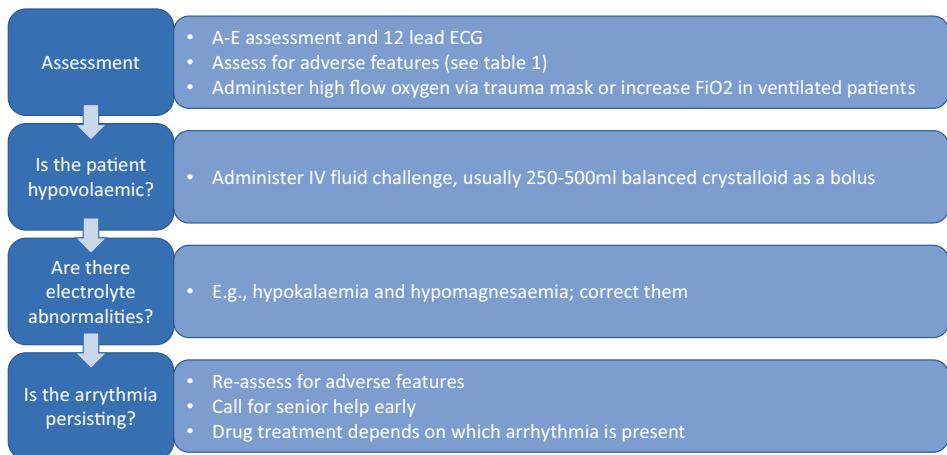 Assessment
• A-E assessment and 12 lead ECG
• Assess for adverse features (see table 1)
• Administer high flow oxygen via trauma mask or increase FiO2 in ventilated patients
Is the patient
hypovolaemic?
• Administer IV fluid challenge, usually 250-500ml balanced crystalloid as a bolus
Are there
electrolyte
abnormalities?
• E.g., hypokalaemia and hypomagnesaemia; correct them
Is the arrythmia
persisting?
• Re-assess for adverse features
• Call for senior help early
• Drug treatment depends on which arrhythmia is present